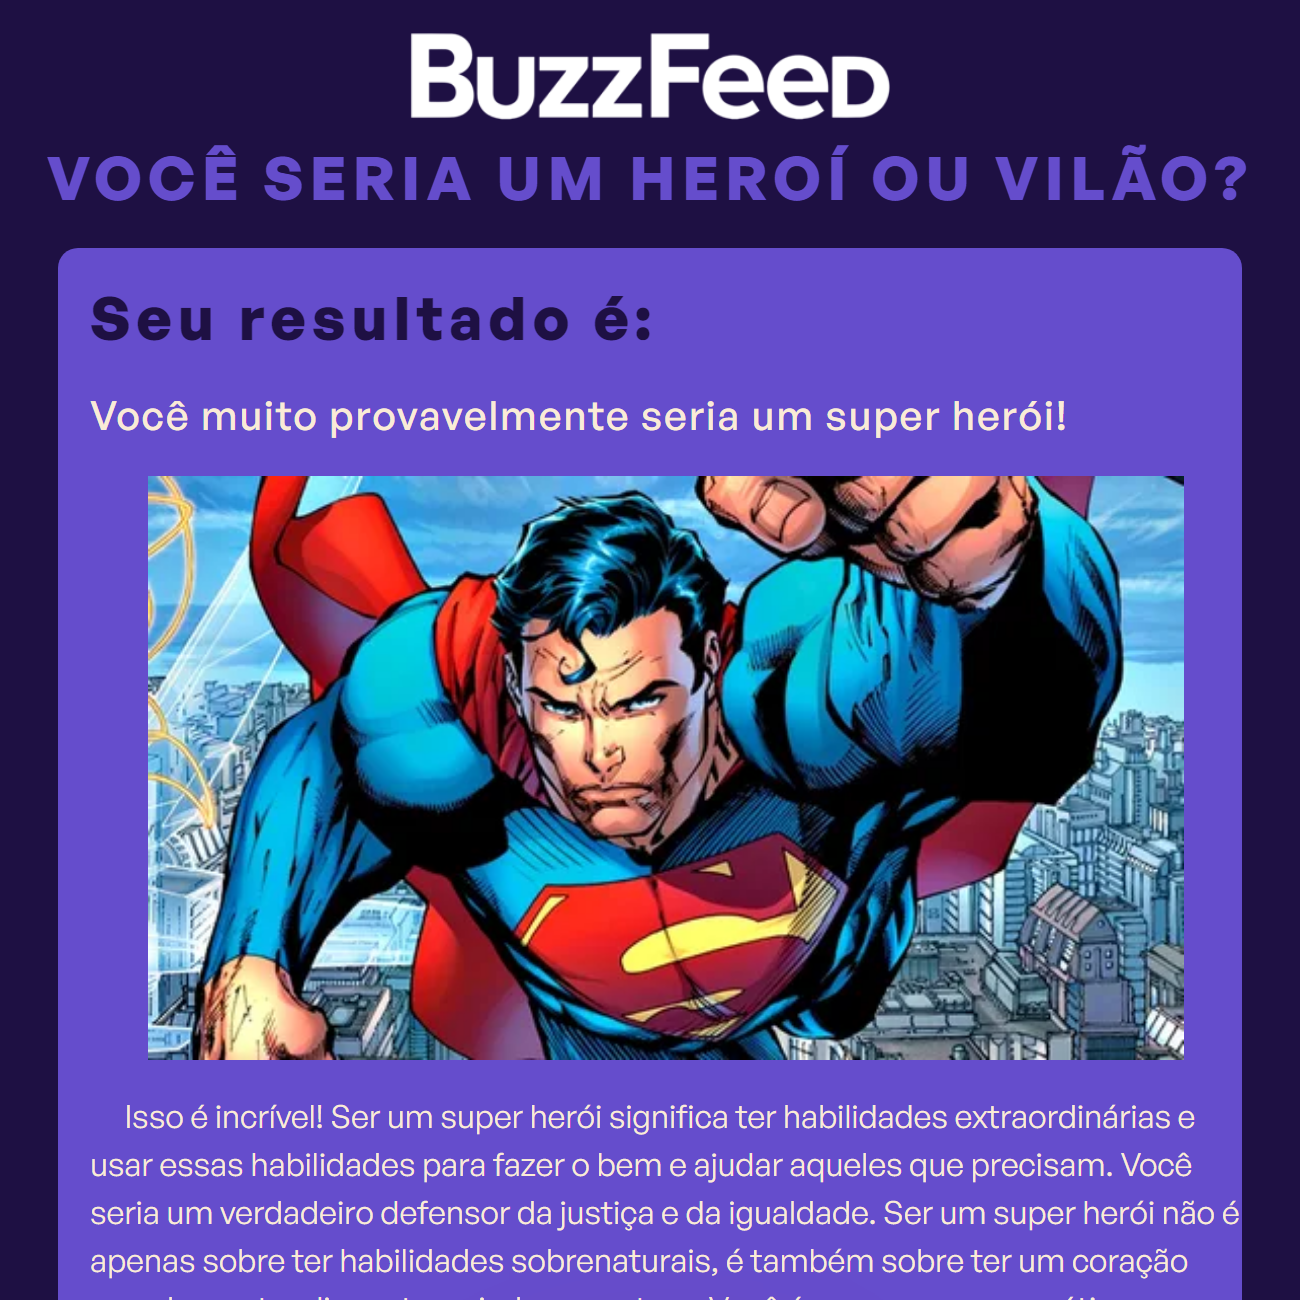 BuzzFeed
VOCÊ SERIA UM HEROÍ OU VILÃO?
Seu resultado é:
Você muito provavelmente seria um super herói!
Isso é incrível! Ser um super herói significa ter habilidades extraordinárias e
usar essas habilidades para fazer o bem e ajudar aqueles que precisam. Você
seria um verdadeiro defensor da justiça e da igualdade. Ser um super herói não é
apenas sobre ter habilidades sobrenaturais, é também sobre ter um coração